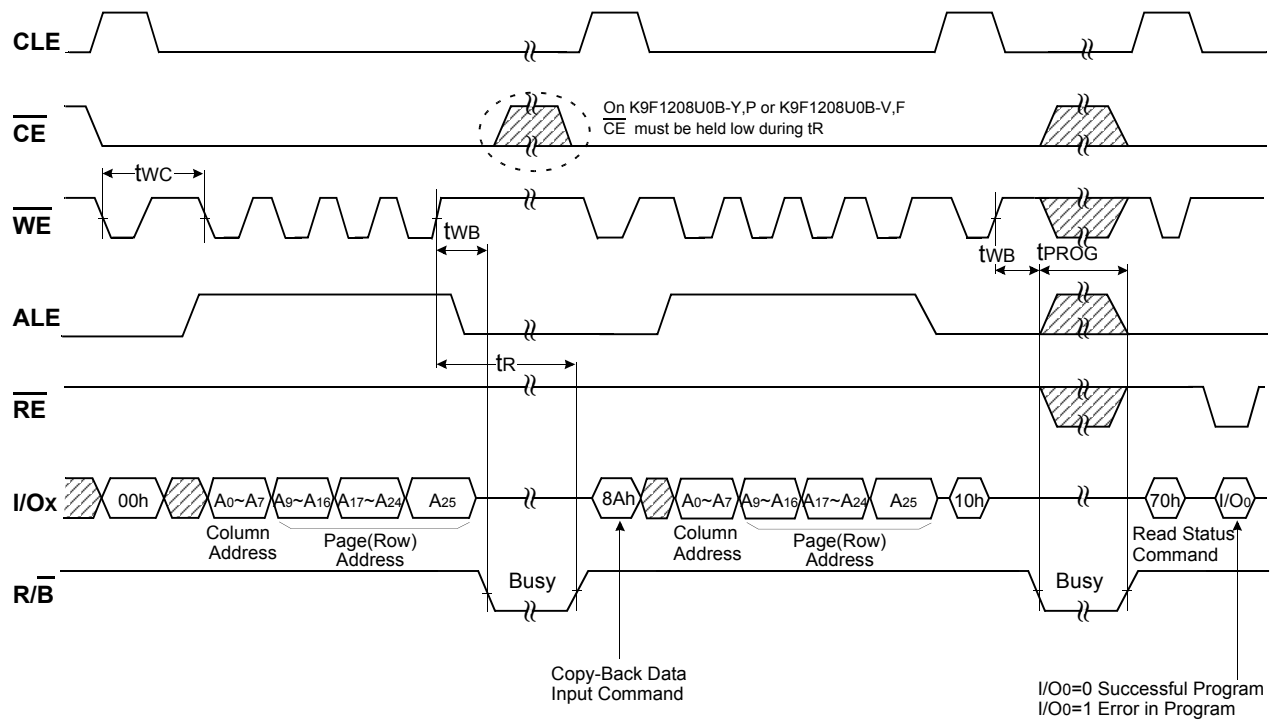 CLE
CE
On K9F1208U0B-Y,P or K9F1208U0B-V,F
CE must be held low during tR
tWC
WE
tWB
tWB
tPROG
ALE
tR
RE
I/Ox
00h
A0~A7
A9~A16
A17~A24
A25
8Ah
A0~A7
A9~A16
A17~A24
A25
10h
70h
I/O0
Column
Address
Page(Row)
Address
Column
Address
Page(Row)
Address
Read Status
Command
R/B
Busy
Busy
Copy-Back Data
Input Command
I/O0=0 Successful Program
I/O0=1 Error in Program